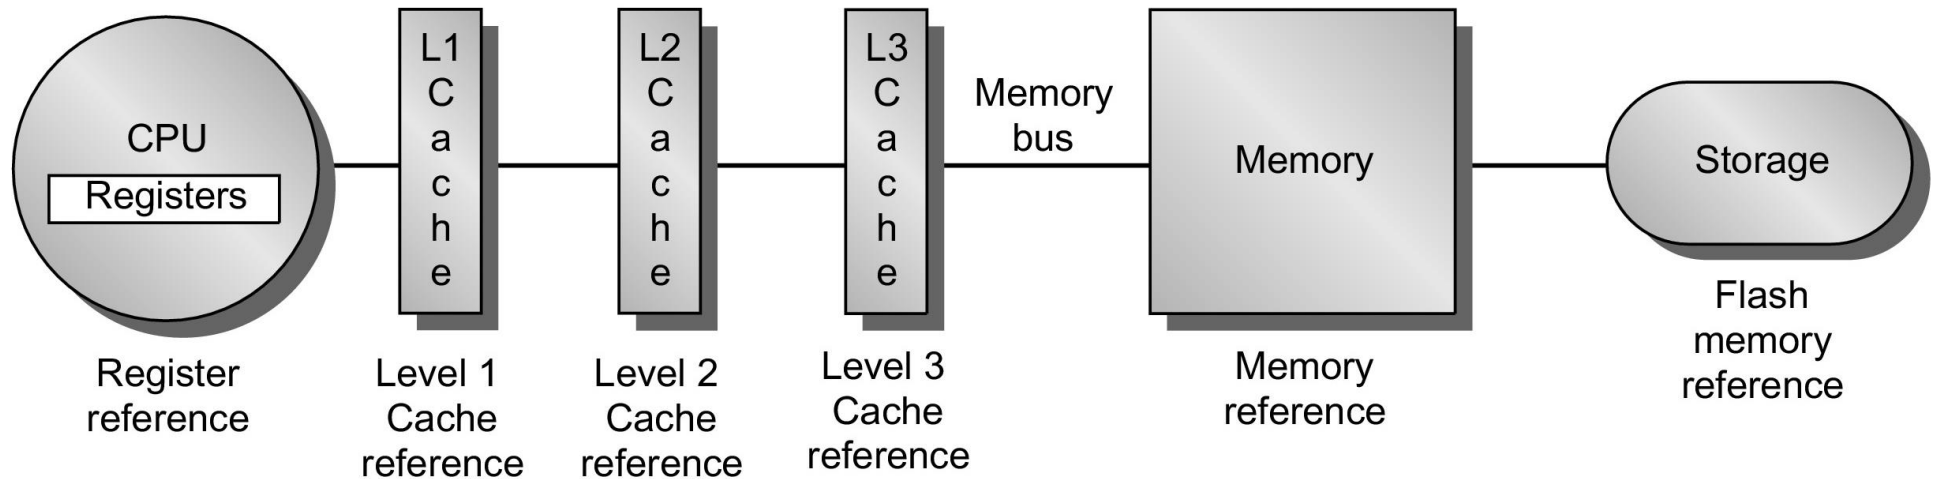 CPU
Registers
Register
reference
L1
C
a
c
h
e
Level 1
Cache
reference
L2
C
a
c
h
e
Level 2
Cache
reference
L3
C
a
c
h
e
Level 3
Cache
reference
Memory
bus
Memory
Memory
reference
Storage
Flash
memory
reference